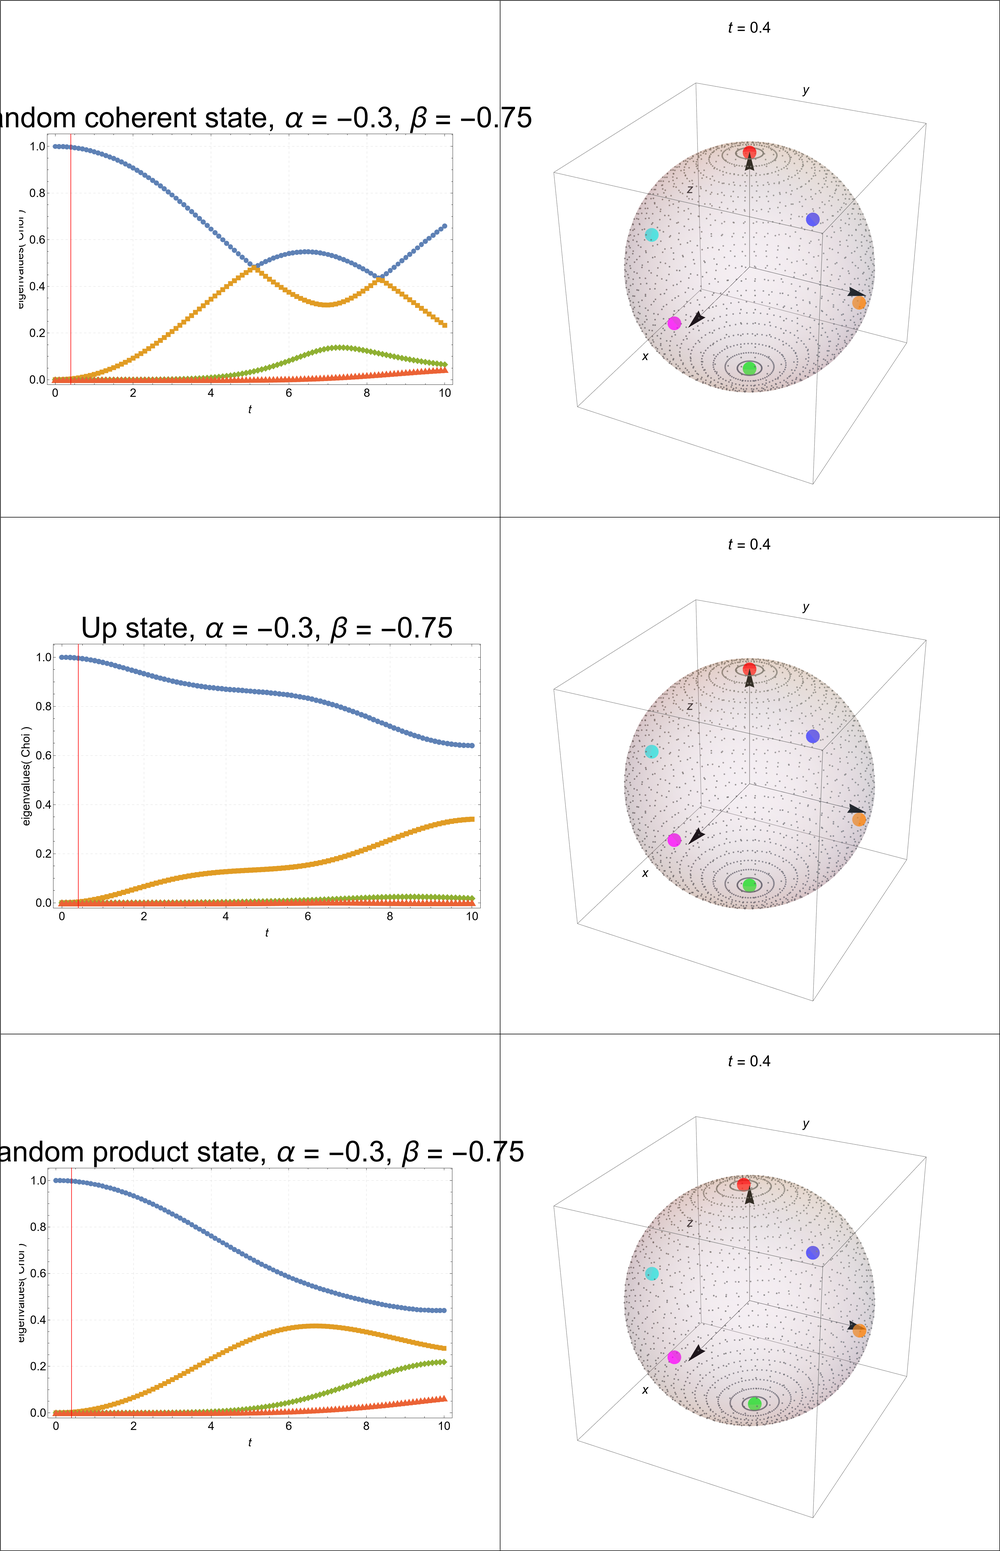 t = 0.4
andom coherent state, α = −0.3, β = −0.75
y
1.0
0.8
z
0.6
eigenvalues( Choi )
0.4
0.2
x
0.0
0 2 4 6 8 10
t
t = 0.4
y
Up state, α = −0.3, β = −0.75
1.0
0.8
z
0.6
eigenvalues( Choi )
0.4
0.2
x
0.0
0 2 4 6 8 10
t
t = 0.4
y
andom product state, α = −0.3, β = −0.75
1.0
0.8
z
0.6
eigenvalues( Choi )
0.4
0.2
x
0.0
0 2 4 6 8 10
t